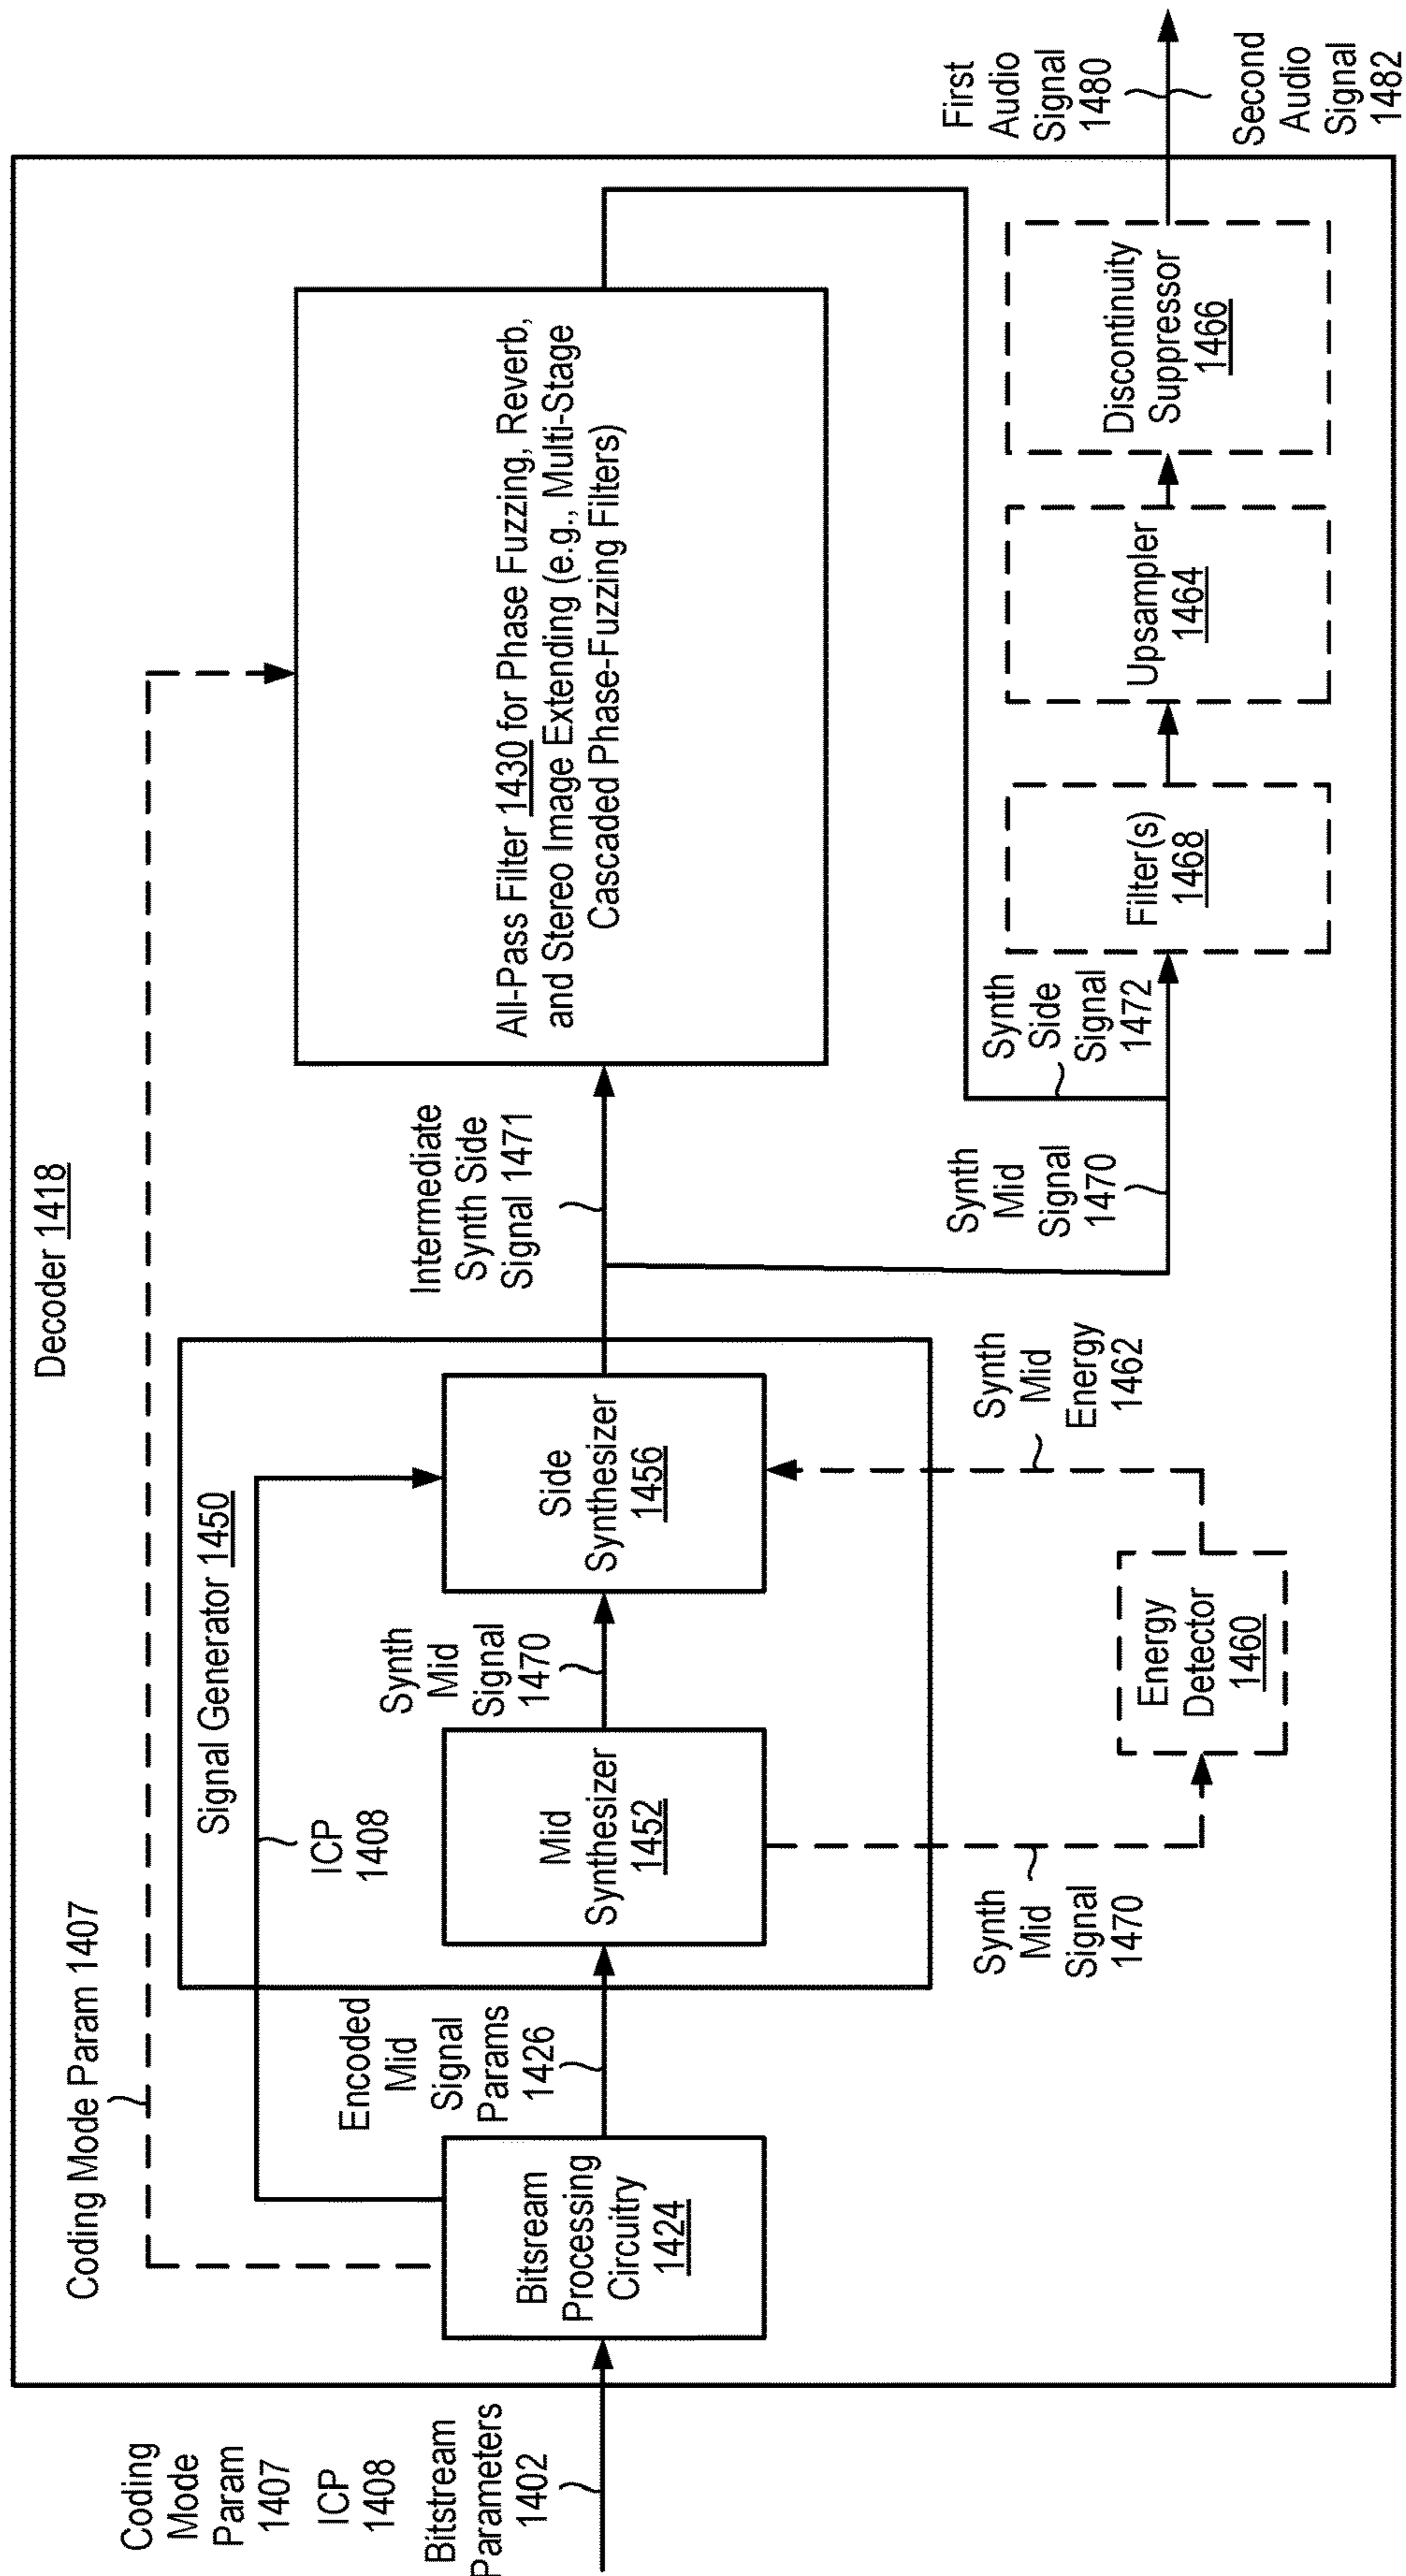 Decoder 1418
Coding Mode Param 1407
Coding
Mode
Param
1407
ICP
1408
Bitstream
Parameters
1402
Bitsream
Processing
Circuitry
1424
Encoded
Mid
Signal
Params
1426
ICP
1408
Signal Generator 1450
Mid
Synthesizer
1452
Synth
Mid
Signal
1470
Side
Synthesizer
1456
Synth
Mid
Signal
1470
Energy
Detector
1460
Synth
Mid
Energy
1462
Intermediate
Synth Side
Signal 1471
All-Pass Filter 1430 for Phase Fuzzing, Reverb,
and Stereo Image Extending (e.g., Multi-Stage
Cascaded Phase-Fuzzing Filters)
Synth
Mid
Signal
1470
Synth
Side
Signal
1472
Filter(s)
1468
Upsampler
1464
Discontinuity
Suppressor
1466
First
Audio
Signal
1480
Second
Audio
Signal
1482